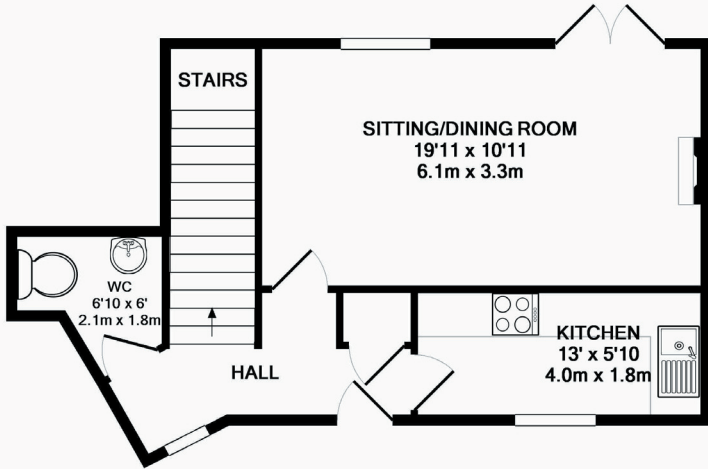 STAIRS
SITTING/DINING ROOM
19'11 x 10'11
6.1m x 3.3m
WC
6'10 x 6'
2.1m x 1.8m
KITCHEN
13' x 5'10
4.0m x 1.8m
HALL